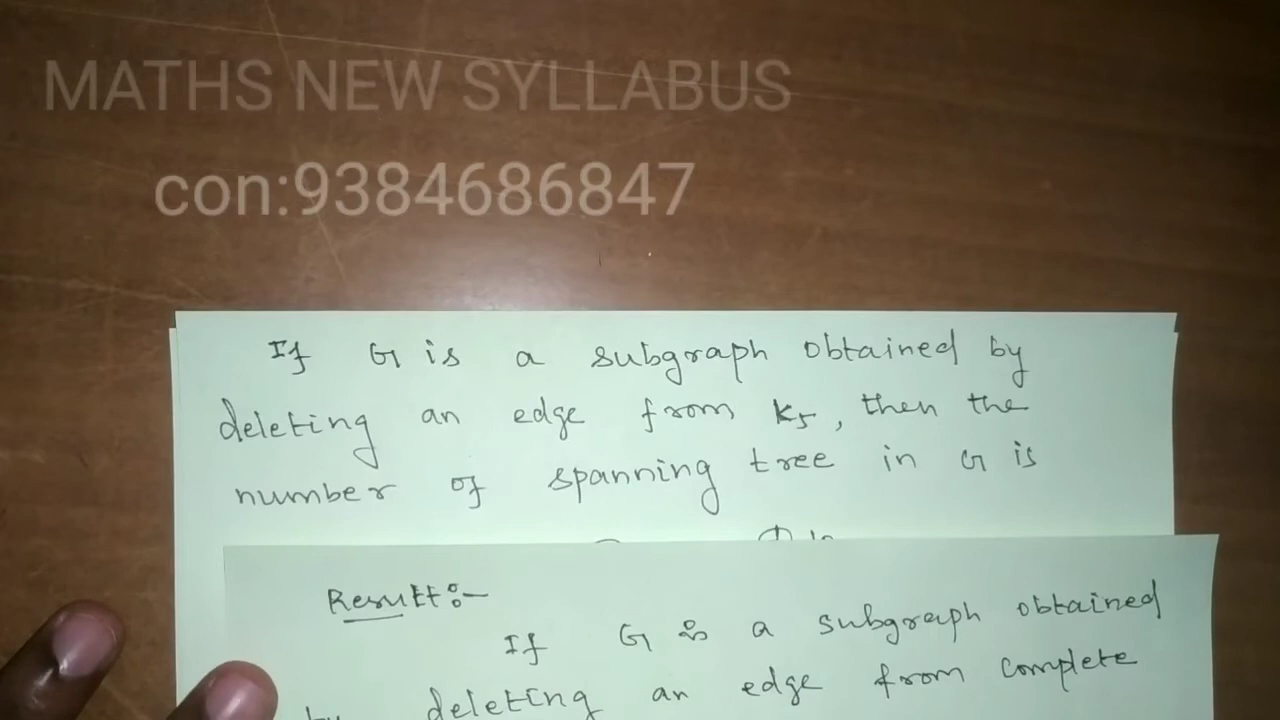 MATHS NEW SYLLABUS
con:9384686847
If G is a subgraph obtained by
deleting an edge from K5, then the
number of spanning tree in G is
Result:-
If G is a subgraph obtained
by deleting an edge from complete